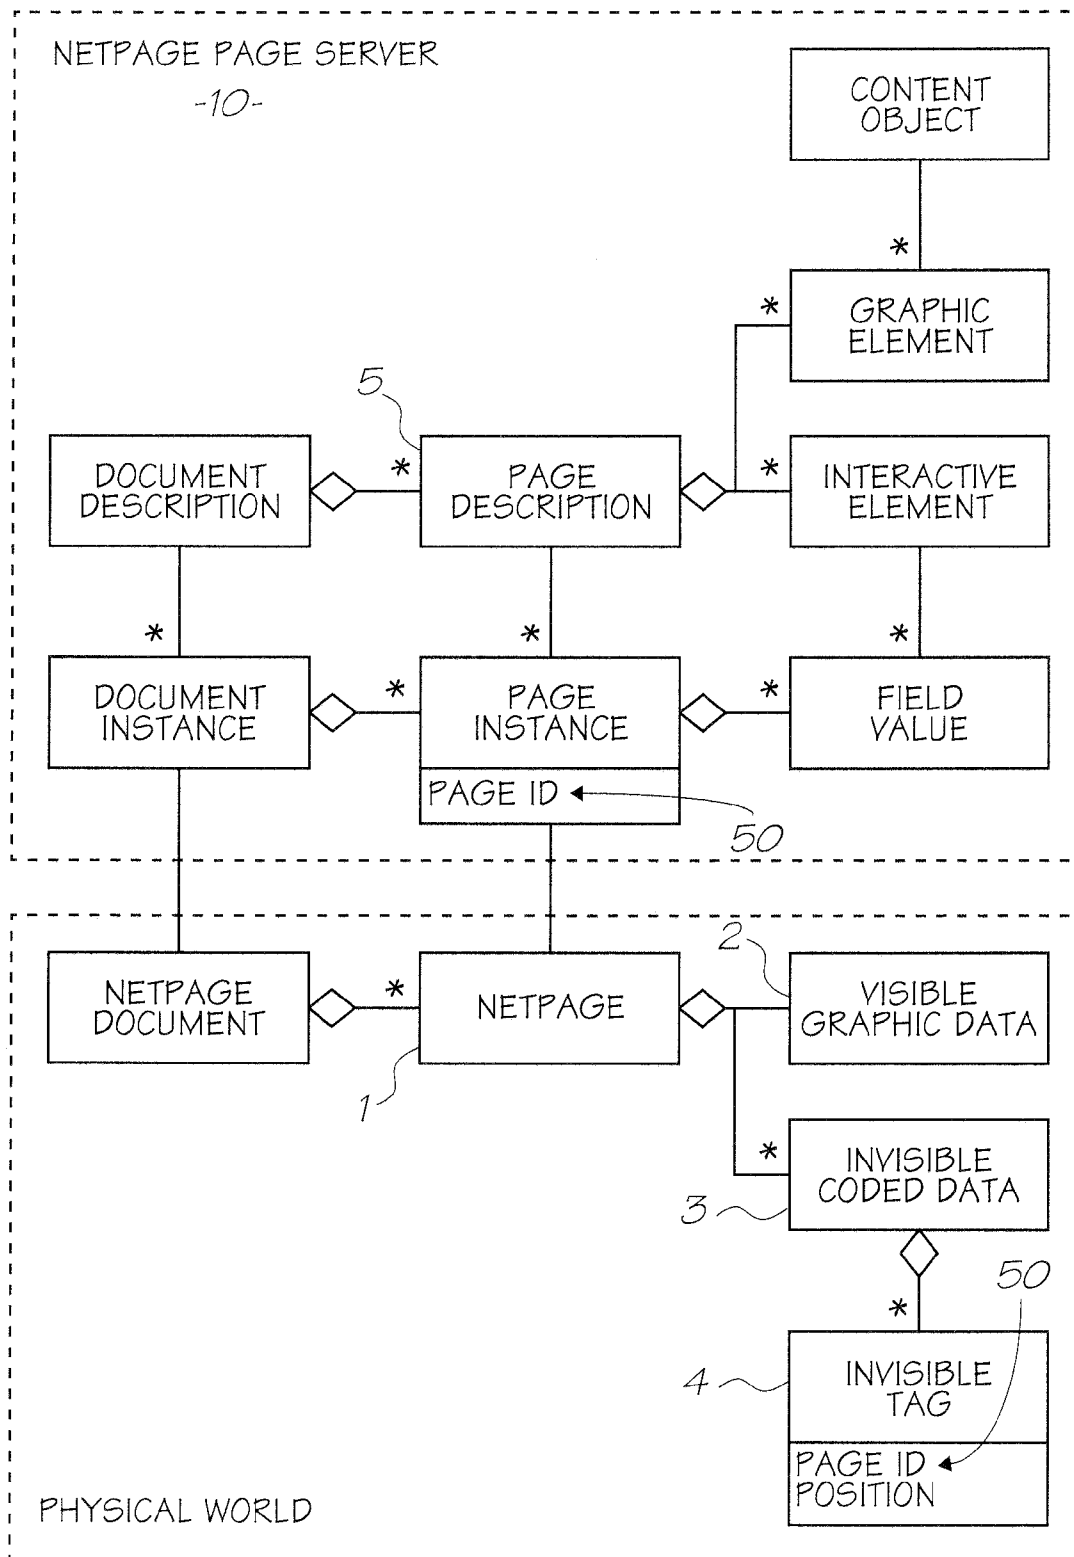 NETPAGE PAGE SERVER
-10-
CONTENT
OBJECT
*
*
GRAPHIC
ELEMENT
5
DOCUMENT
DESCRIPTION
*
PAGE
DESCRIPTION
*
INTERACTIVE
ELEMENT
*
*
*
DOCUMENT
INSTANCE
*
PAGE
INSTANCE
*
FIELD
VALUE
PAGE ID
50
2
NETPAGE
DOCUMENT
*
NETPAGE
VISIBLE
GRAPHIC DATA
1
*
INVISIBLE
CODED DATA
3
50
*
4
INVISIBLE
TAG
PAGE ID
POSITION
PHYSICAL WORLD